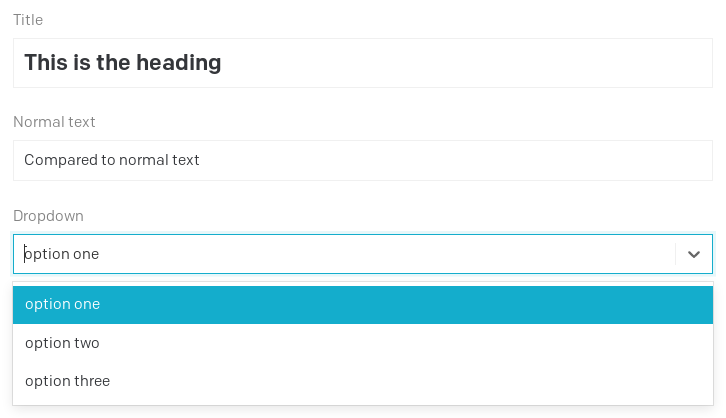 Title
This is the heading
Normal text
Compared to normal text
Dropdown
option one
option one
option two
option three